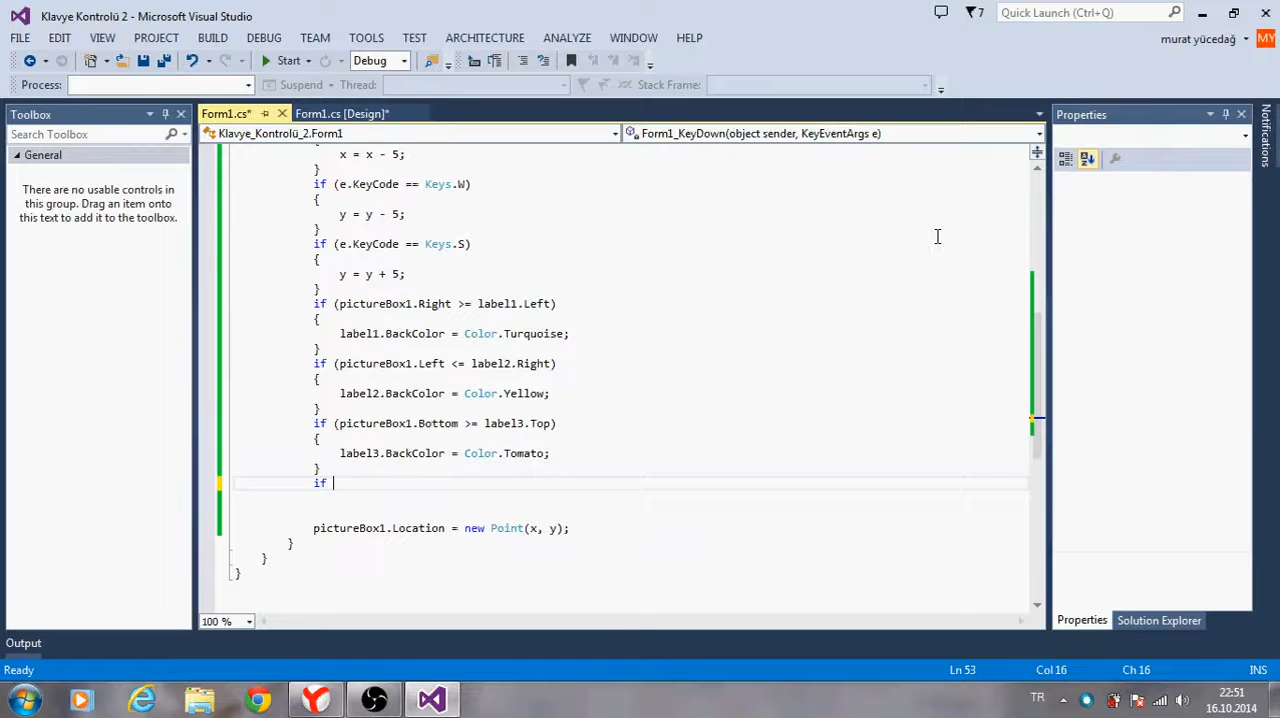 Klavye Kontrolü 2 - Microsoft Visual Studio
7
Quick Launch (Ctrl+Q)
FILE EDIT VIEW PROJECT BUILD DEBUG TEAM TOOLS TEST ARCHITECTURE ANALYZE WINDOW HELP
murat yücedağ MY
Start Debug
Process: Suspend Thread: Stack Frame:
Toolbox
Search Toolbox
General
There are no usable controls in
this group. Drag an item onto
this text to add it to the toolbox.
Form1.cs* Form1.cs [Design]*
Klavye_Kontrolü_2.Form1 Form1_KeyDown(object sender, KeyEventArgs e)
x = x - 5;
}
if (e.KeyCode == Keys.W)
{
y = y - 5;
}
if (e.KeyCode == Keys.S)
{
y = y + 5;
}
if (pictureBox1.Right >= label1.Left)
{
label1.BackColor = Color.Turquoise;
}
if (pictureBox1.Left <= label2.Right)
{
label2.BackColor = Color.Yellow;
}
if (pictureBox1.Bottom >= label3.Top)
{
label3.BackColor = Color.Tomato;
}
if
pictureBox1.Location = new Point(x, y);
}
}
}
100 %
Properties
Properties Solution Explorer
Notifications
Output
Ready Ln 53 Col 16 Ch 16 INS
TR
22:51
16.10.2014